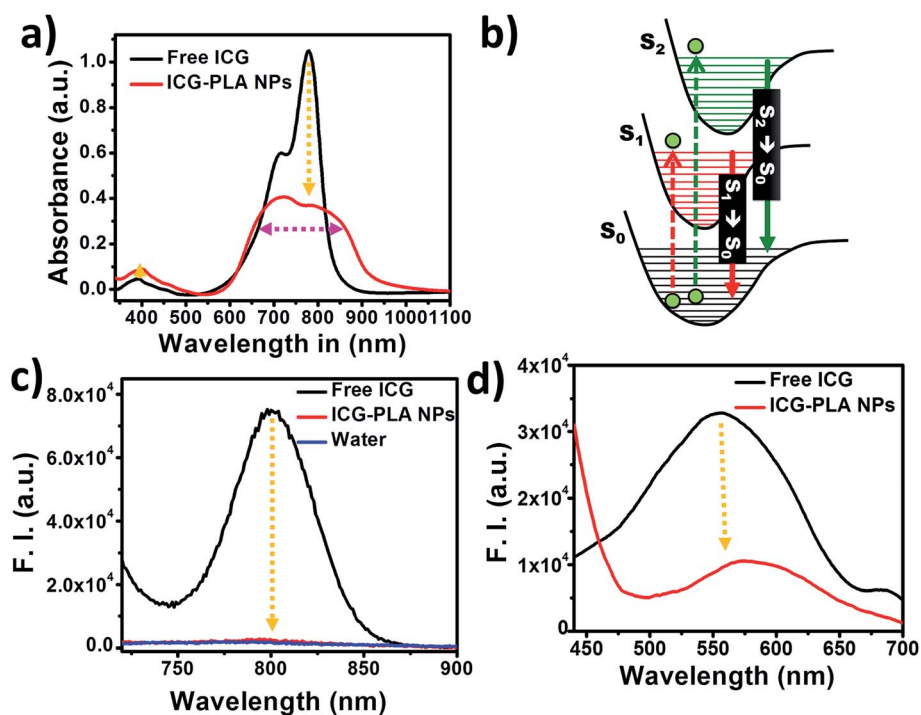 a)
Free ICG
ICG-PLA NPs
Absorbance (a.u.)
1.0
0.8
0.6
0.4
0.2
0.0
400 500 600 700 800 900 1000 1100
Wavelength in (nm)
b)
S₂
S₁
S₀
S₂ → S₀
S₁ → S₀
c)
Free ICG
ICG-PLA NPs
Water
F. I. (a.u.)
8.0x10⁴
6.0x10⁴
4.0x10⁴
2.0x10⁴
0.0
750 800 850 900
Wavelength (nm)
d)
Free ICG
ICG-PLA NPs
F. I. (a.u.)
4x10⁴
3x10⁴
2x10⁴
1x10⁴
0
450 500 550 600 650 700
Wavelength (nm)